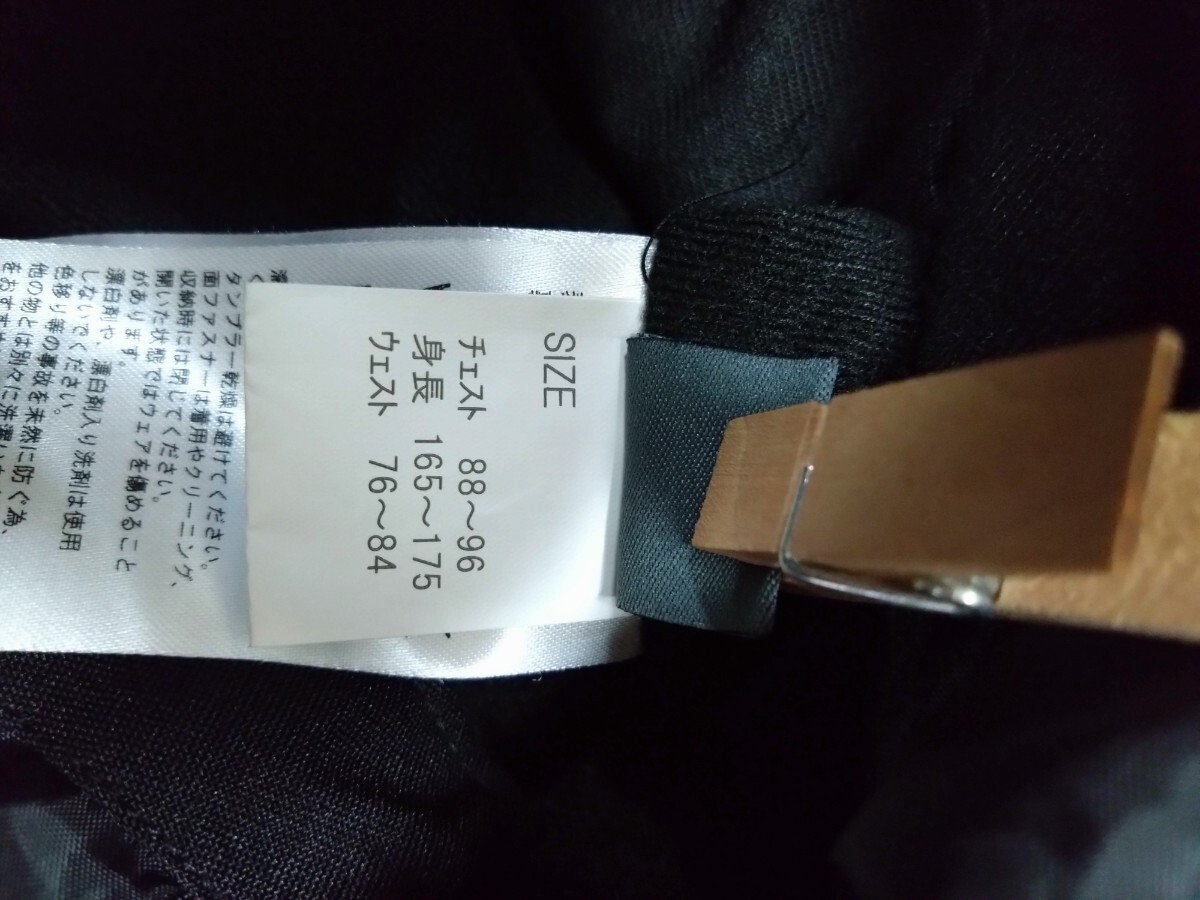 SIZE
チェスト 88～96
身長 165～175
ウェスト 76～84
タンブラー乾燥は避けてください。
面ファスナーは着用やクリーニング、
収納時には閉じてください。
開いた状態ではウェアを傷めること
があります。
漂白剤や 漂白剤入り洗剤は使用
しないでください。
色移り等の事故を未然に防ぐ為、
他の物とは別々に洗濯
をおすすめ